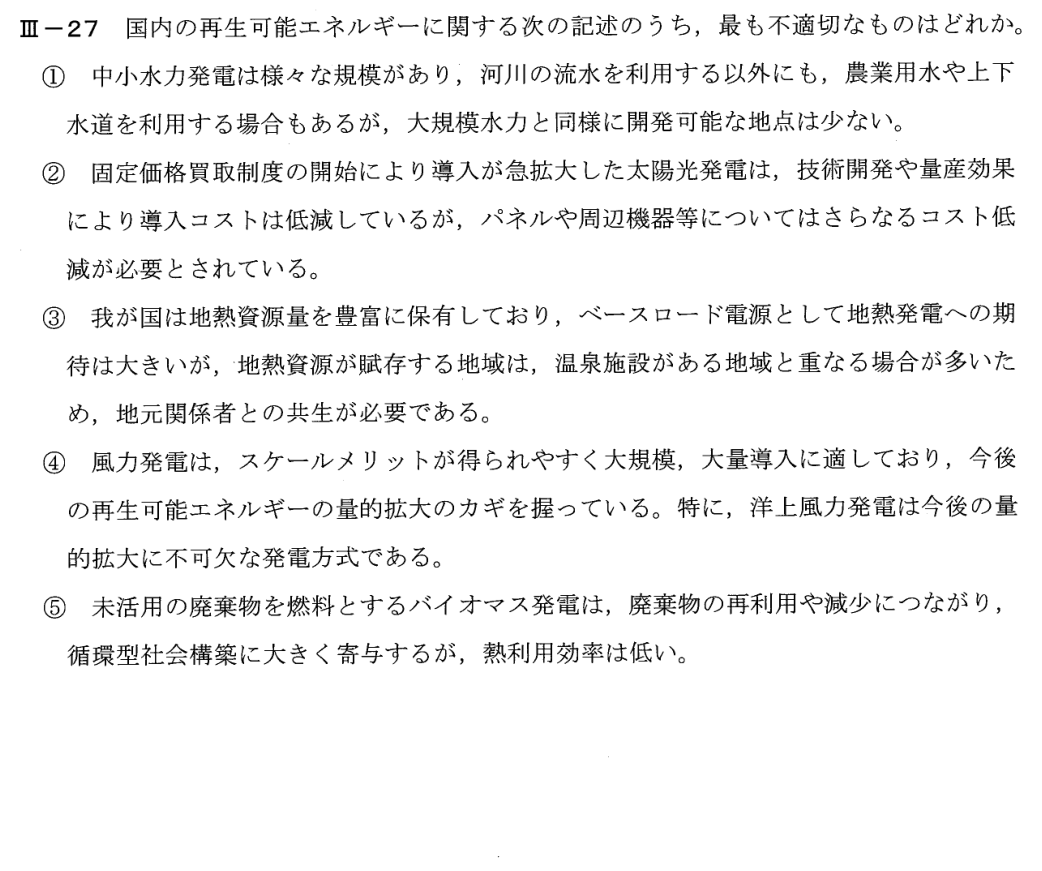 Ⅲ－27　国内の再生可能エネルギーに関する次の記述のうち，最も不適切なものはどれか。
①　中小水力発電は様々な規模があり，河川の流水を利用する以外にも，農業用水や上下
水道を利用する場合もあるが，大規模水力と同様に開発可能な地点は少ない。
②　固定価格買取制度の開始により導入が急拡大した太陽光発電は，技術開発や量産効果
により導入コストは低減しているが，パネルや周辺機器等についてはさらなるコスト低
減が必要とされている。
③　我が国は地熱資源量を豊富に保有しており，ベースロード電源として地熱発電への期
待は大きいが，地熱資源が賦存する地域は，温泉施設がある地域と重なる場合が多いた
め，地元関係者との共生が必要である。
④　風力発電は，スケールメリットが得られやすく大規模，大量導入に適しており，今後
の再生可能エネルギーの量的拡大のカギを握っている。特に，洋上風力発電は今後の量
的拡大に不可欠な発電方式である。
⑤　未活用の廃棄物を燃料とするバイオマス発電は，廃棄物の再利用や減少につながり，
循環型社会構築に大きく寄与するが，熱利用効率は低い。